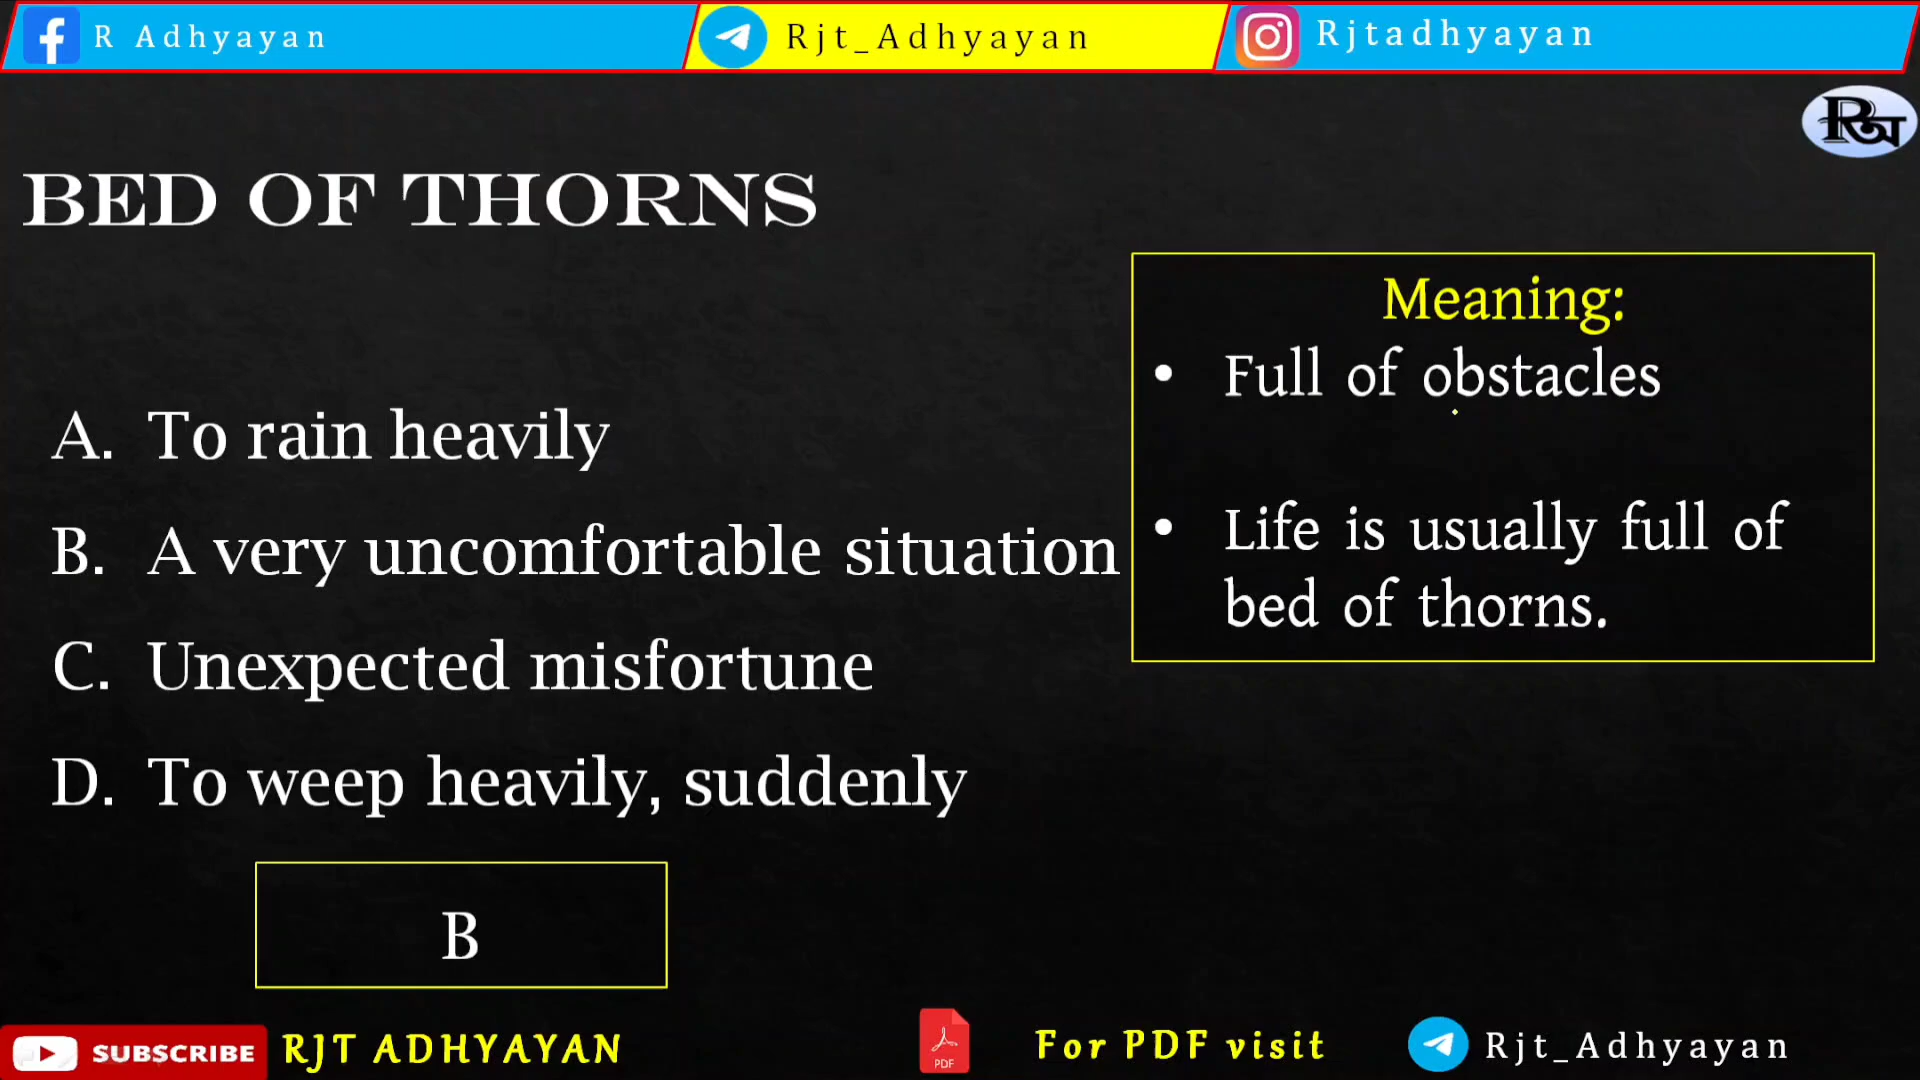 R Adhyayan
Rjt_Adhyayan
Rjtadhyayan
BED OF THORNS
Meaning:
• Full of obstacles
• Life is usually full of
bed of thorns.
A. To rain heavily
B. A very uncomfortable situation
C. Unexpected misfortune
D. To weep heavily, suddenly
B
SUBSCRIBE
RJT ADHYAYAN
PDF
For PDF visit
Rjt_Adhyayan